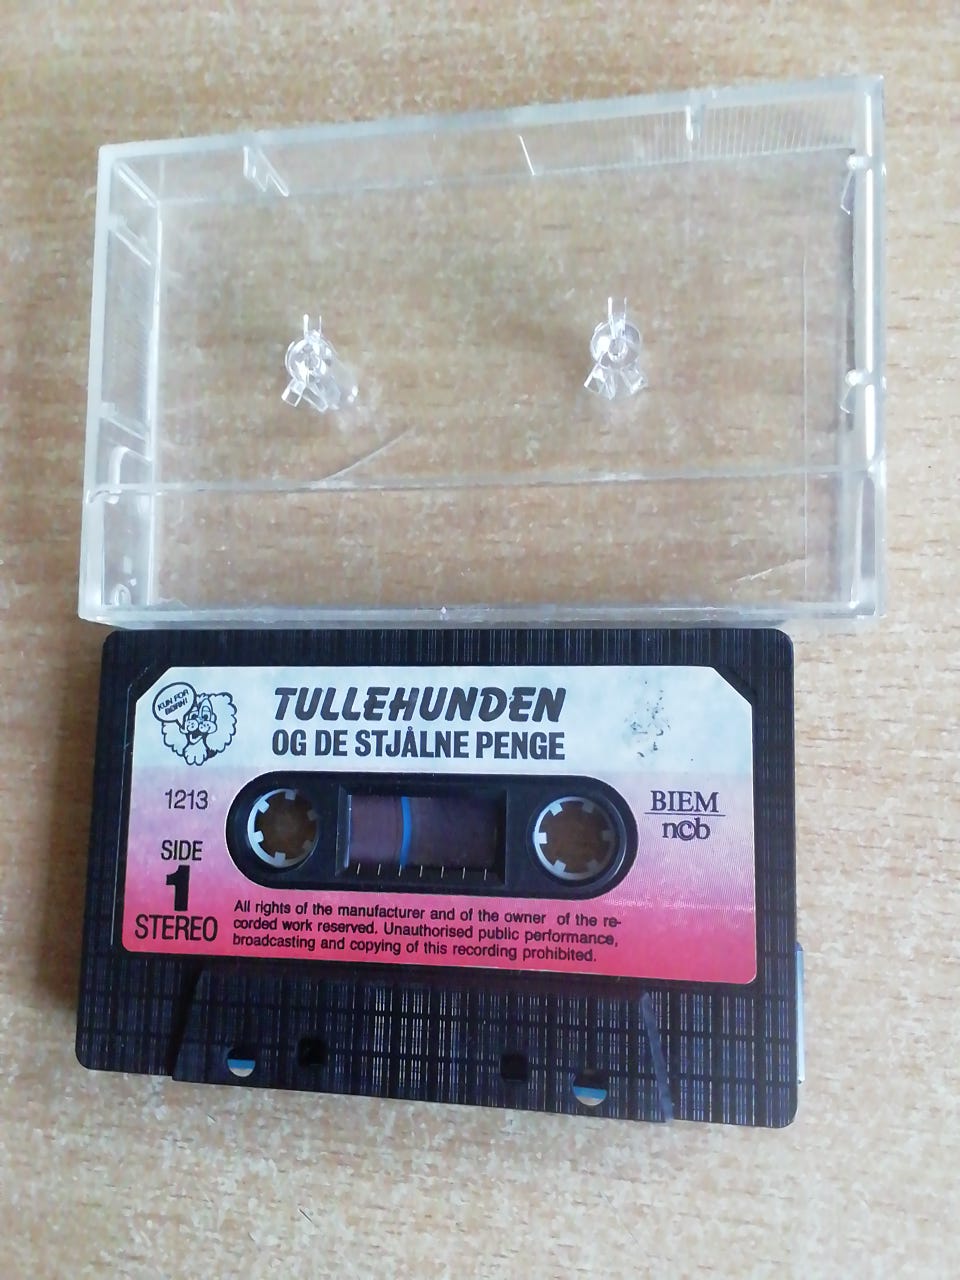 KUN FOR
BØRN!
TULLEHUNDEN
OG DE STJÅLNE PENGE
1213
BIEM
n©b
SIDE
1
STEREO
All rights of the manufacturer and of the owner of the re-
corded work reserved. Unauthorised public performance,
broadcasting and copying of this recording prohibited.